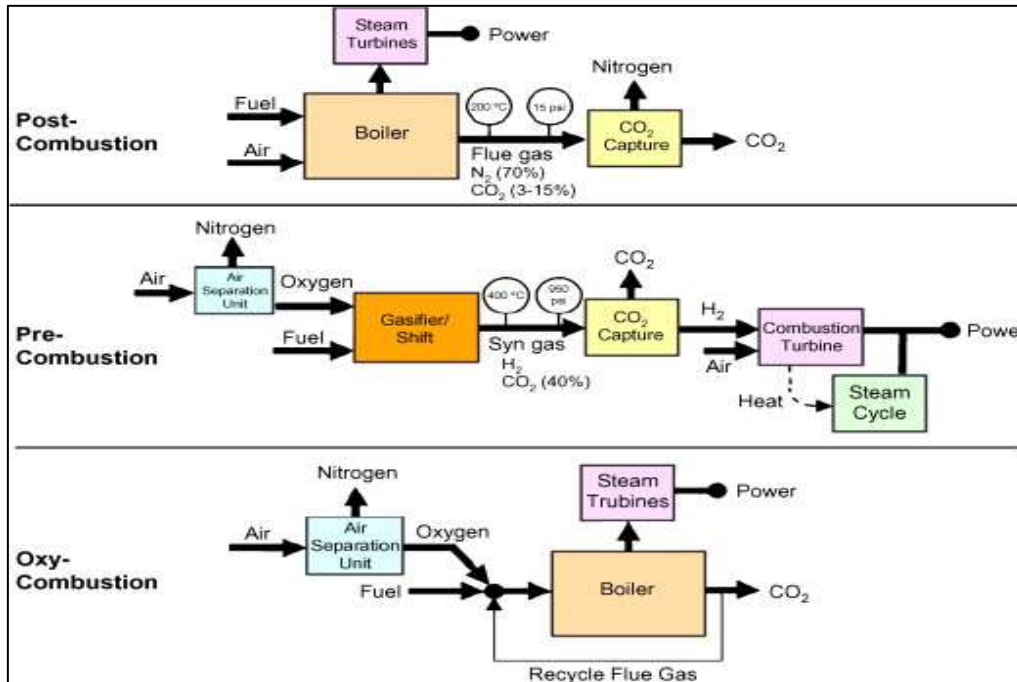 Post-
Combustion
Fuel
Air
Boiler
Steam
Turbines
Power
200 ºC
15 psi
Flue gas
N2 (70%)
CO2 (3-15%)
Nitrogen
CO2
Capture
CO2
Pre-
Combustion
Air
Nitrogen
Air
Separation
Unit
Oxygen
Fuel
Gasifier/
Shift
400 ºC
950
psi
Syn gas
H2
CO2 (40%)
CO2
CO2
Capture
H2
Air
Combustion
Turbine
Power
Heat
Steam
Cycle
Oxy-
Combustion
Air
Nitrogen
Air
Separation
Unit
Oxygen
Fuel
Boiler
Steam
Trubines
Power
CO2
Recycle Flue Gas